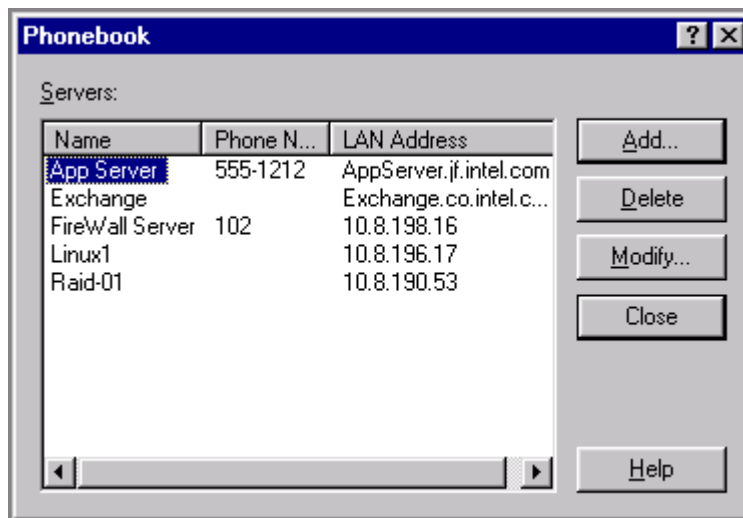 Phonebook
Servers:
Name Phone N... LAN Address
App Server 555-1212 AppServer.jf.intel.com
Exchange Exchange.co.intel.c...
FireWall Server 102 10.8.198.16
Linux1 10.8.196.17
Raid-01 10.8.190.53
Add...
Delete
Modify...
Close
Help